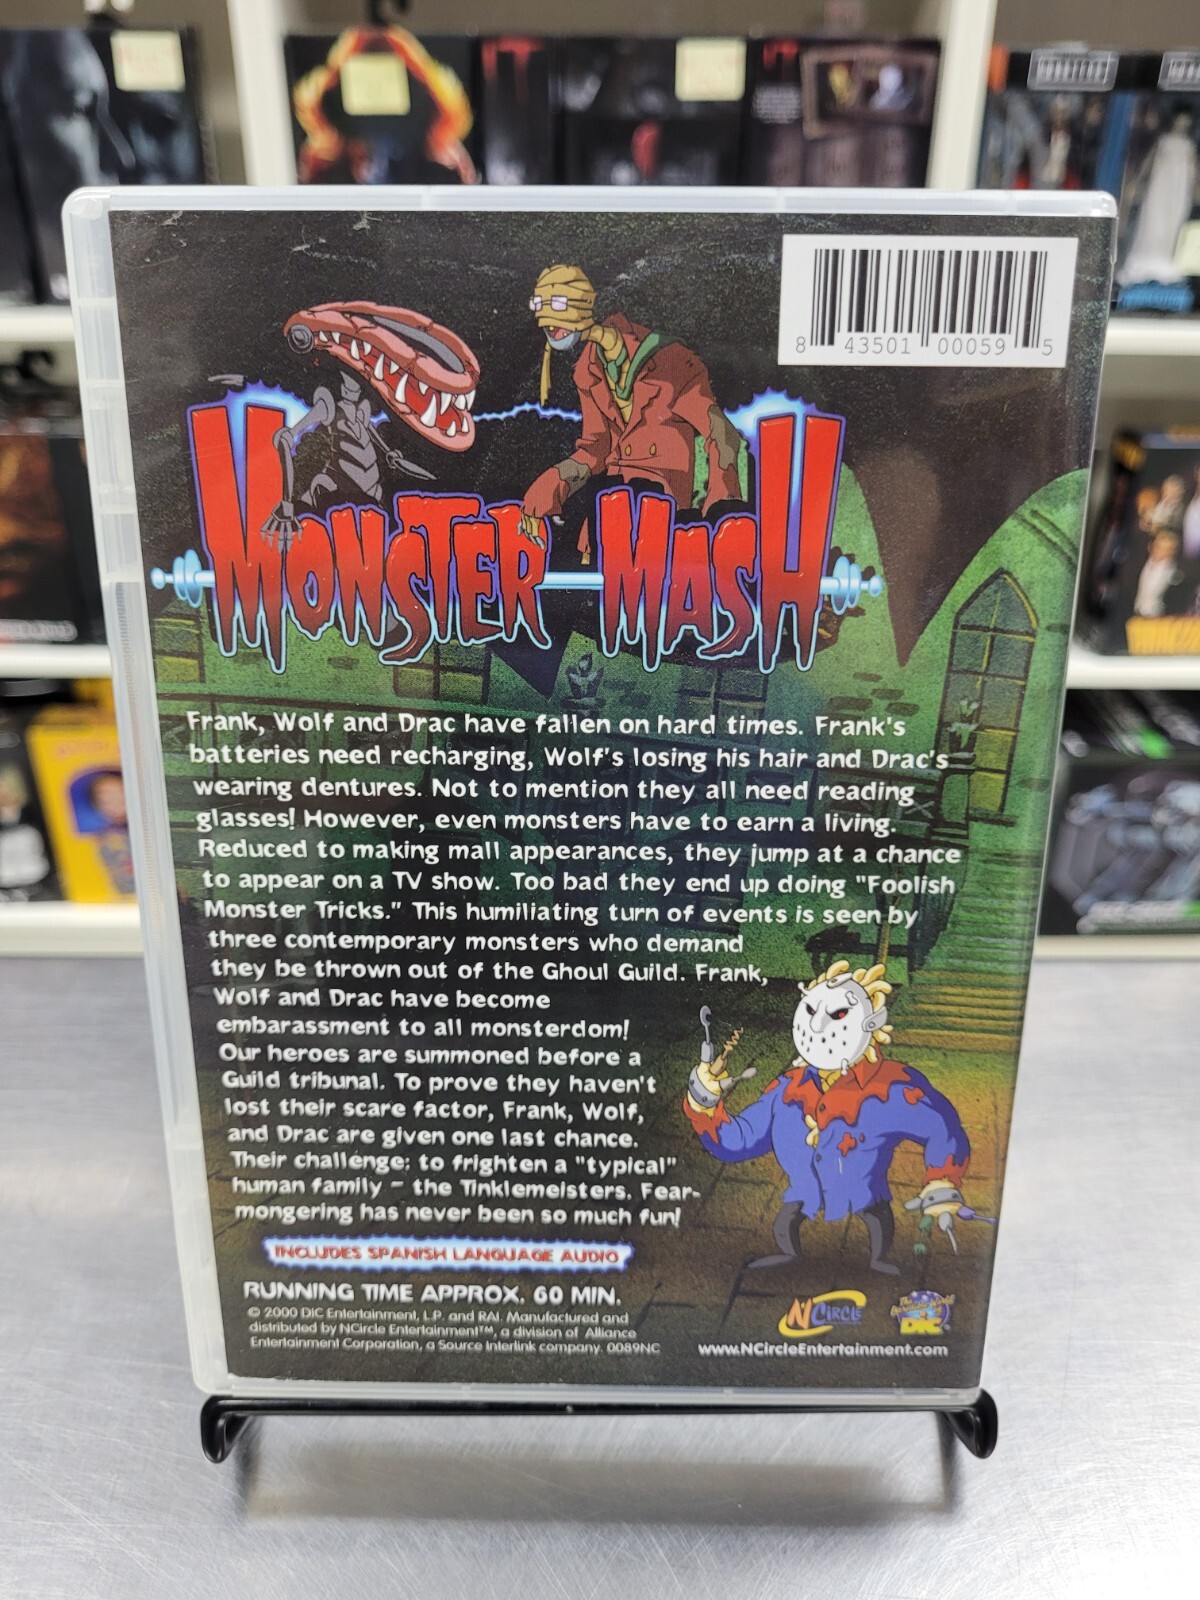 8 43501 00059 5
MONSTER MASH
Frank, Wolf and Drac have fallen on hard times. Frank's
batteries need recharging, Wolf's losing his hair and Drac's
wearing dentures. Not to mention they all need reading
glasses! However, even monsters have to earn a living.
Reduced to making mall appearances, they jump at a chance
to appear on a TV show. Too bad they end up doing "Foolish
Monster Tricks." This humiliating turn of events is seen by
three contemporary monsters who demand
they be thrown out of the Ghoul Guild. Frank,
Wolf and Drac have become
embarassment to all monsterdom!
Our heroes are summoned before a
Guild tribunal. To prove they haven't
lost their scare factor, Frank, Wolf,
and Drac are given one last chance.
Their challenge: to frighten a "typical"
human family - the Tinklemeisters. Fear-
mongering has never been so much fun!
INCLUDES SPANISH LANGUAGE AUDIO
RUNNING TIME APPROX. 60 MIN.
© 2000 DIC Entertainment, L.P. and RAI. Manufactured and
distributed by NCircle Entertainment™, a division of Alliance
Entertainment Corporation, a Source Interlink company. 0089NC
NCIRCLE
The Incredible World of DIC
www.NCircleEntertainment.com